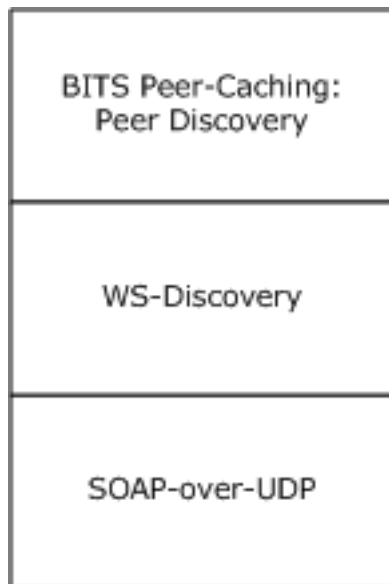 BITS Peer-Caching:
Peer Discovery
WS-Discovery
SOAP-over-UDP